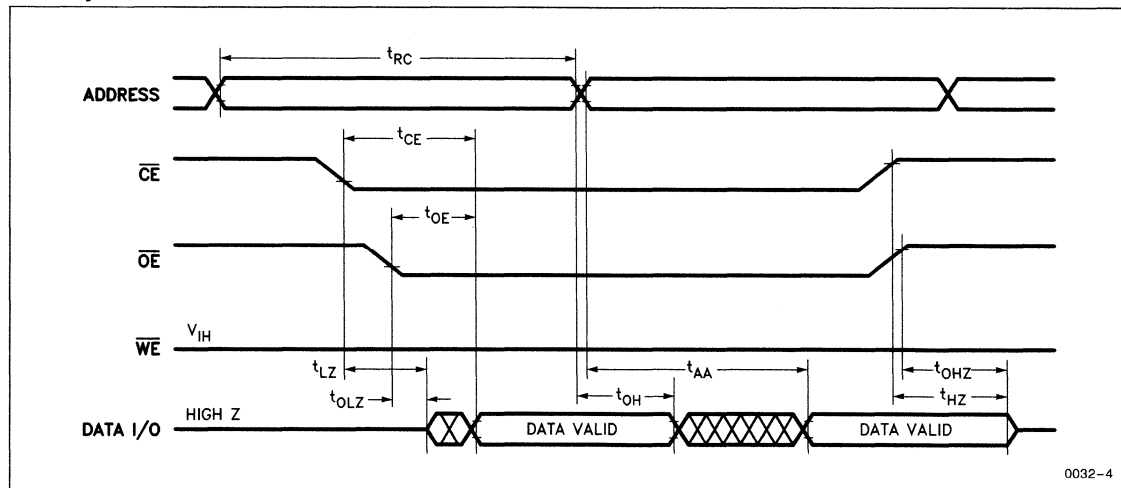 tRC
ADDRESS
tCE
CE
tOE
OE
VIH
WE
tLZ
tAA
tOHZ
tOLZ
tOH
tHZ
DATA I/O
HIGH Z
DATA VALID
DATA VALID
0032-4